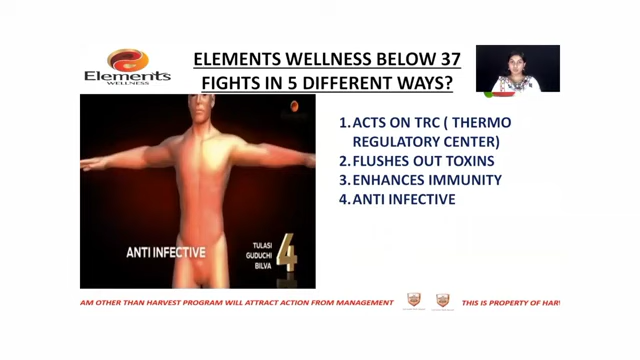 Elements
WELLNESS
ELEMENTS WELLNESS BELOW 37
FIGHTS IN 5 DIFFERENT WAYS?
1. ACTS ON TRC ( THERMO
REGULATORY CENTER)
2. FLUSHES OUT TOXINS
3. ENHANCES IMMUNITY
4. ANTI INFECTIVE
ANTI INFECTIVE
TULASI
GUDUCHI
BILVA
4
AM OTHER THAN HARVEST PROGRAM WILL ATTRACT ACTION FROM MANAGEMENT
THIS IS PROPERTY OF HAR